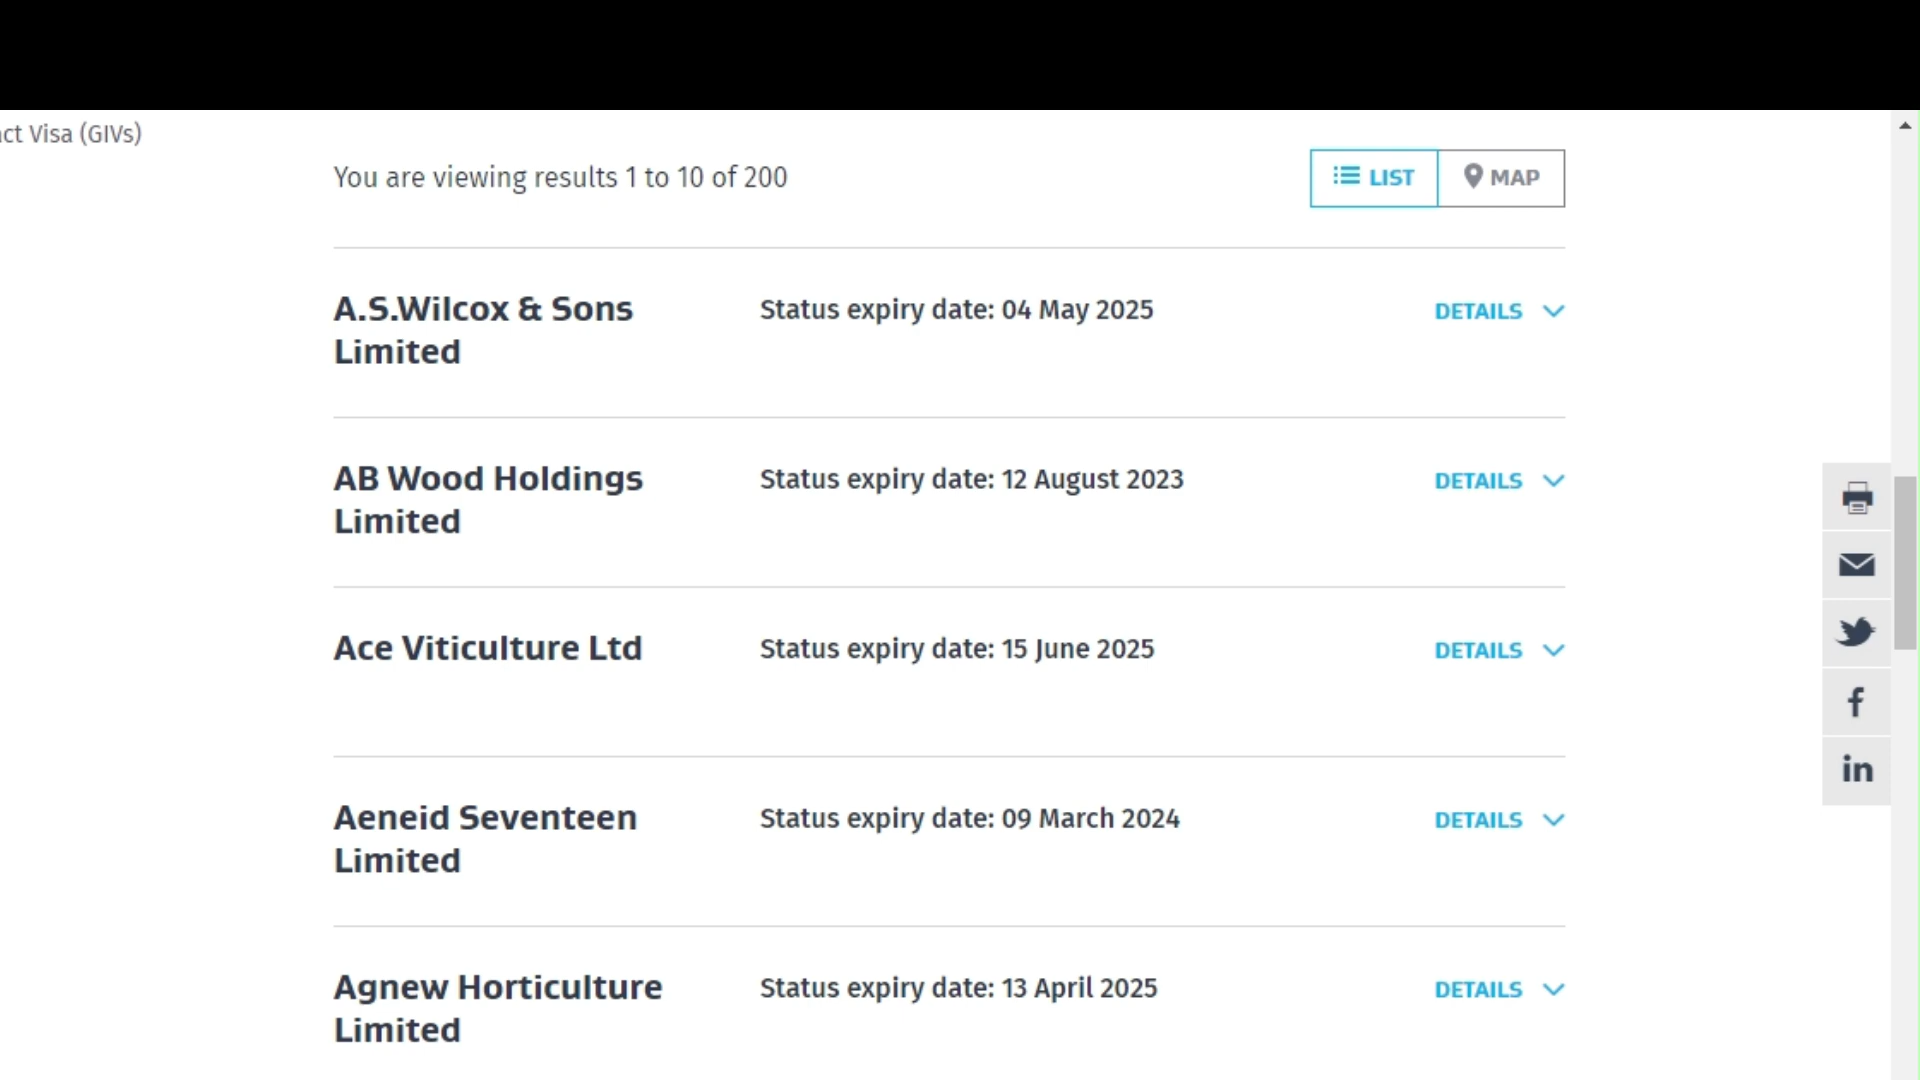 act Visa (GIVs)
You are viewing results 1 to 10 of 200
LIST
MAP
A.S.Wilcox & Sons
Limited
Status expiry date: 04 May 2025
DETAILS
AB Wood Holdings
Limited
Status expiry date: 12 August 2023
DETAILS
Ace Viticulture Ltd
Status expiry date: 15 June 2025
DETAILS
Aeneid Seventeen
Limited
Status expiry date: 09 March 2024
DETAILS
Agnew Horticulture
Limited
Status expiry date: 13 April 2025
DETAILS